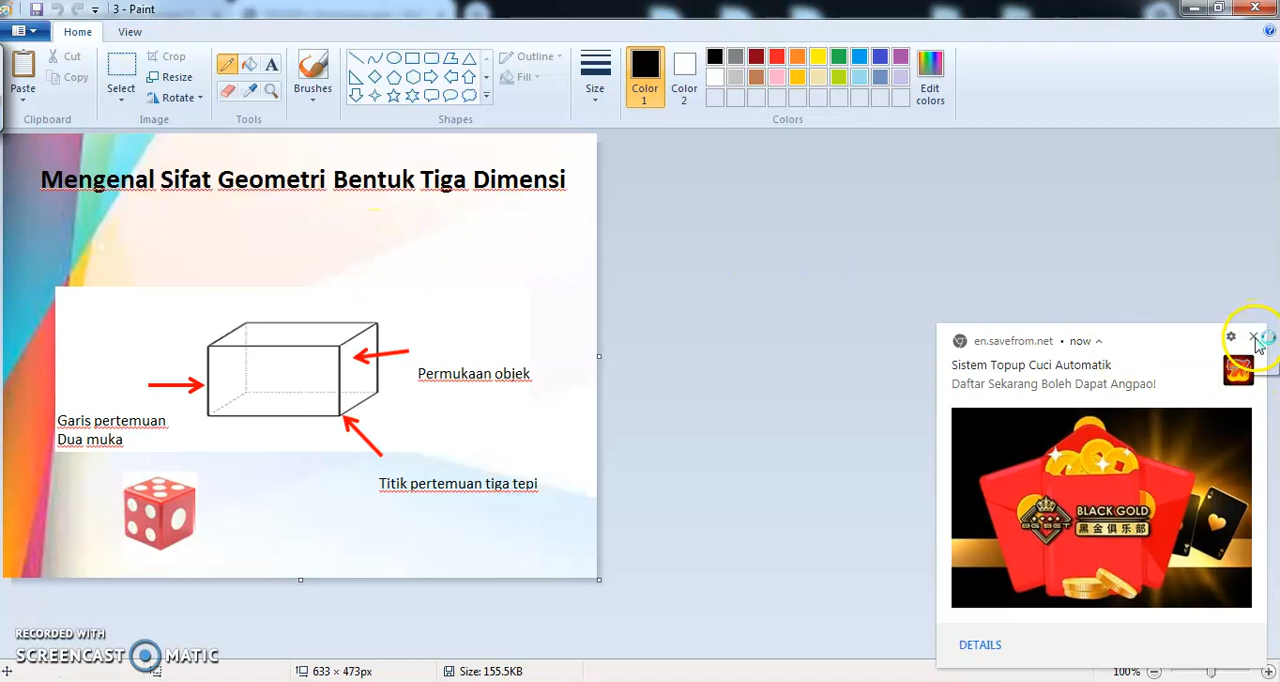 3 - Paint
Home
View
Paste
Cut
Copy
Clipboard
Select
Crop
Resize
Rotate
Image
Tools
Brushes
Shapes
Outline
Fill
Size
Color
1
Color
2
Edit
colors
Colors
Mengenal Sifat Geometri Bentuk Tiga Dimensi
Permukaan objek
Garis pertemuan
Dua muka
Titik pertemuan tiga tepi
en.savefrom.net • now
Sistem Topup Cuci Automatik
Daftar Sekarang Boleh Dapat Angpao!
BGBET
BLACK GOLD
黑金俱乐部
DETAILS
RECORDED WITH
SCREENCAST MATIC
633 × 473px
Size: 155.5KB
100%